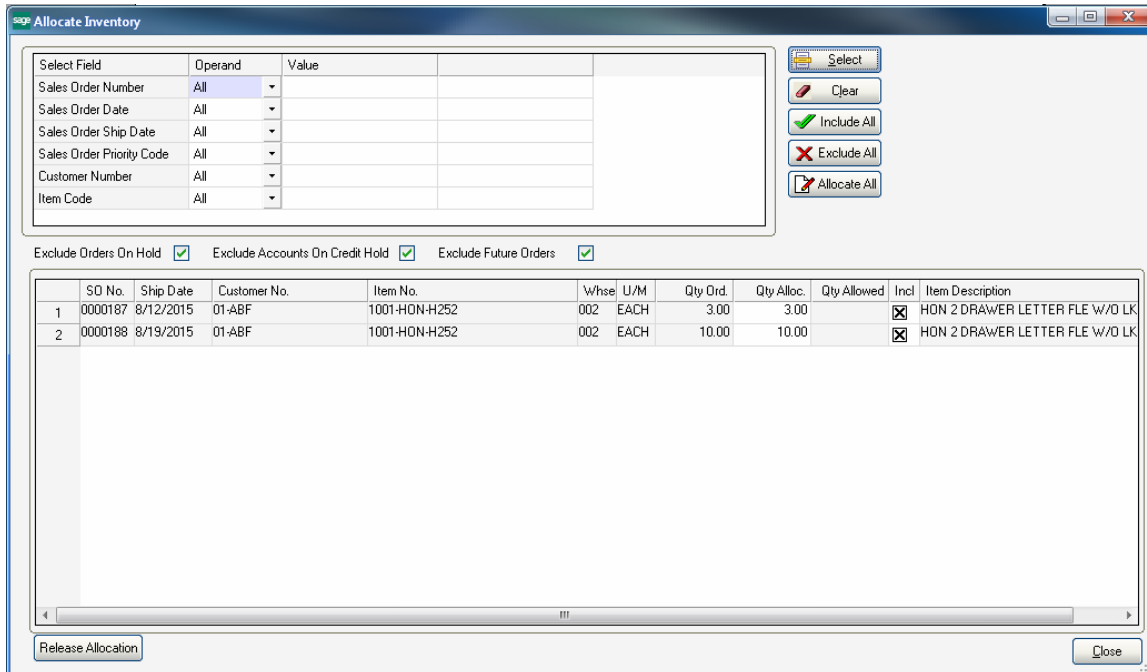 sage Allocate Inventory
Select Field Operand Value
Sales Order Number All
Sales Order Date All
Sales Order Ship Date All
Sales Order Priority Code All
Customer Number All
Item Code All
Select
Clear
Include All
Exclude All
Allocate All
Exclude Orders On Hold Exclude Accounts On Credit Hold Exclude Future Orders
SO No. Ship Date Customer No. Item No. Whse U/M Qty Ord. Qty Alloc. Qty Allowed Incl Item Description
1 0000187 8/12/2015 01-ABF 1001-HON-H252 002 EACH 3.00 3.00 HON 2 DRAWER LETTER FLE W/O LK
2 0000188 8/19/2015 01-ABF 1001-HON-H252 002 EACH 10.00 10.00 HON 2 DRAWER LETTER FLE W/O LK
Release Allocation Close